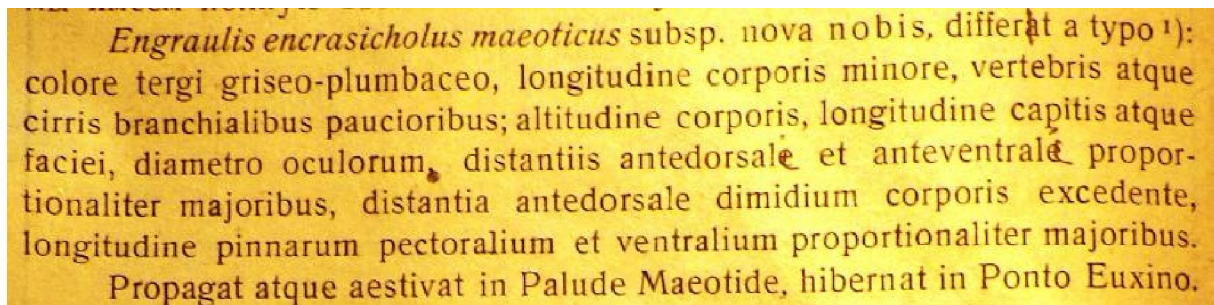 Engraulis encrasicholus maeoticus subsp. nova nobis, differat a typo ¹):
colore tergi griseo-plumbaceo, longitudine corporis minore, vertebris atque
cirris branchialibus paucioribus; altitudine corporis, longitudine capitis atque
faciei, diametro oculorum, distantiis antedorsale et anteventrale propor-
tionaliter majoribus, distantia antedorsale dimidium corporis excedente,
longitudine pinnarum pectoralium et ventralium proportionaliter majoribus.
Propagat atque aestivat in Palude Maeotide, hibernat in Ponto Euxino.